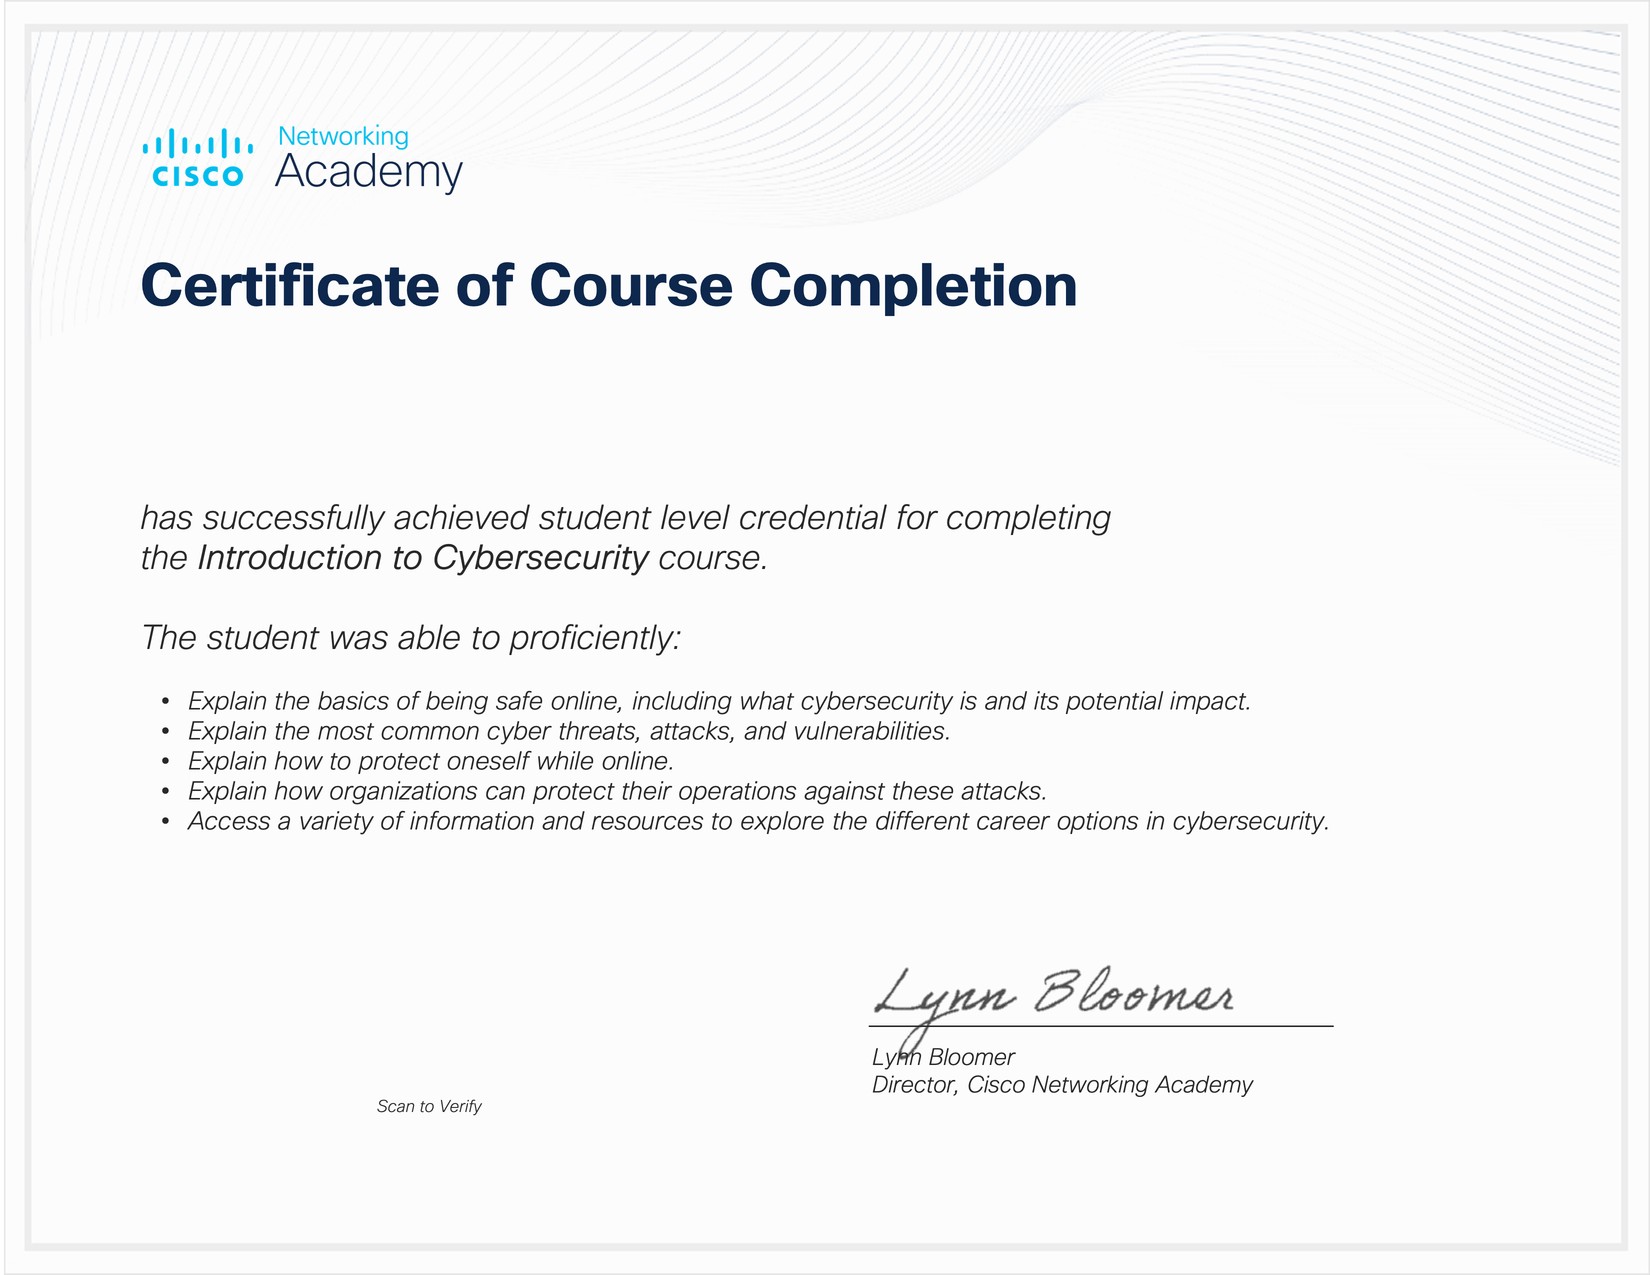 Networking
CISCO Academy
Certificate of Course Completion
has successfully achieved student level credential for completing
the Introduction to Cybersecurity course.
The student was able to proficiently:
• Explain the basics of being safe online, including what cybersecurity is and its potential impact.
• Explain the most common cyber threats, attacks, and vulnerabilities.
• Explain how to protect oneself while online.
• Explain how organizations can protect their operations against these attacks.
• Access a variety of information and resources to explore the different career options in cybersecurity.
Lynn Bloomer
Lynn Bloomer
Director, Cisco Networking Academy
Scan to Verify